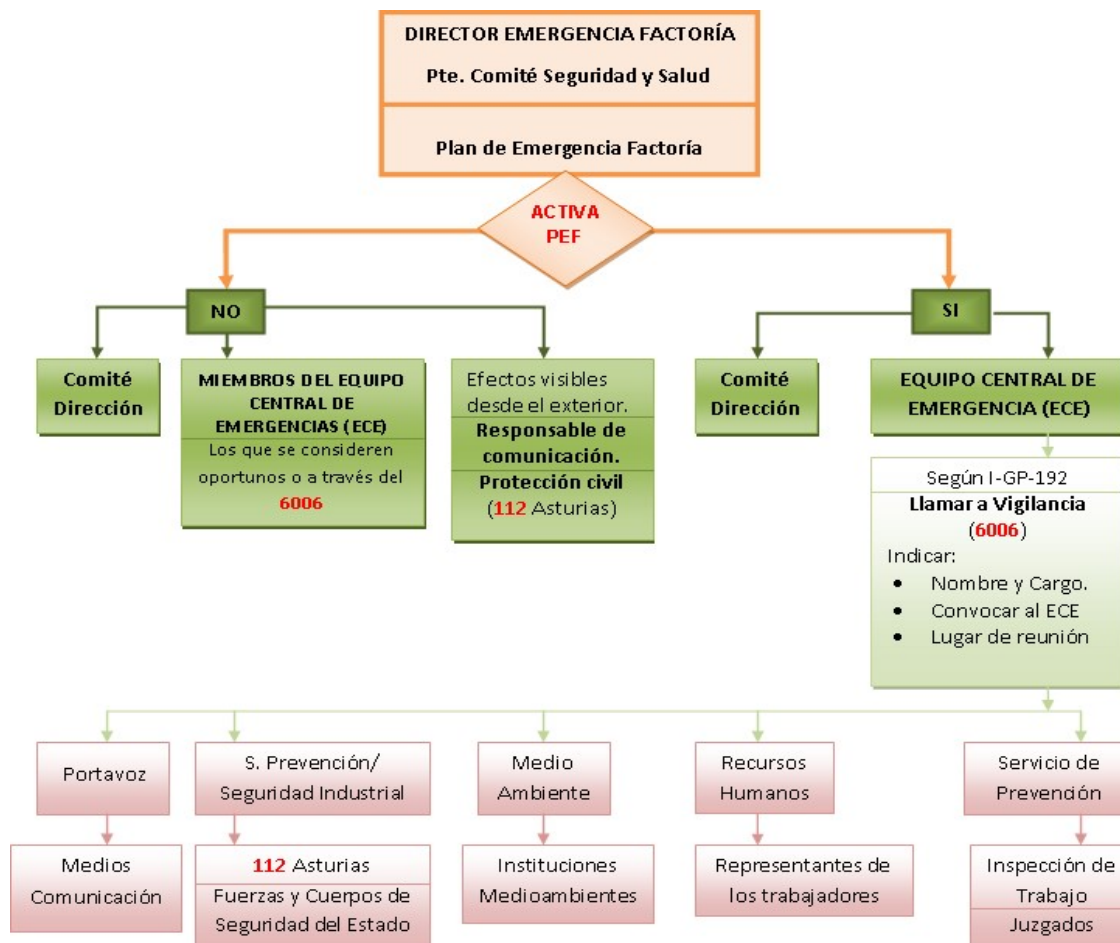 DIRECTOR EMERGENCIA FACTORÍA
Pte. Comité Seguridad y Salud
Plan de Emergencia Factoría
ACTIVA
PEF
NO
SI
Comité
Dirección
MIEMBROS DEL EQUIPO
CENTRAL DE
EMERGENCIAS (ECE)
Los que se consideren
oportunos o a través del
6006
Efectos visibles
desde el exterior.
Responsable de
comunicación.
Protección civil
(112 Asturias)
Comité
Dirección
EQUIPO CENTRAL DE
EMERGENCIA (ECE)
Según I-GP-192
Llamar a Vigilancia
(6006)
Indicar:
• Nombre y Cargo.
• Convocar al ECE
• Lugar de reunión
Portavoz
S. Prevención/
Seguridad Industrial
Medio
Ambiente
Recursos
Humanos
Servicio de
Prevención
Medios
Comunicación
112 Asturias
Fuerzas y Cuerpos de
Seguridad del Estado
Instituciones
Medioambientes
Representantes de
los trabajadores
Inspección de
Trabajo
Juzgados